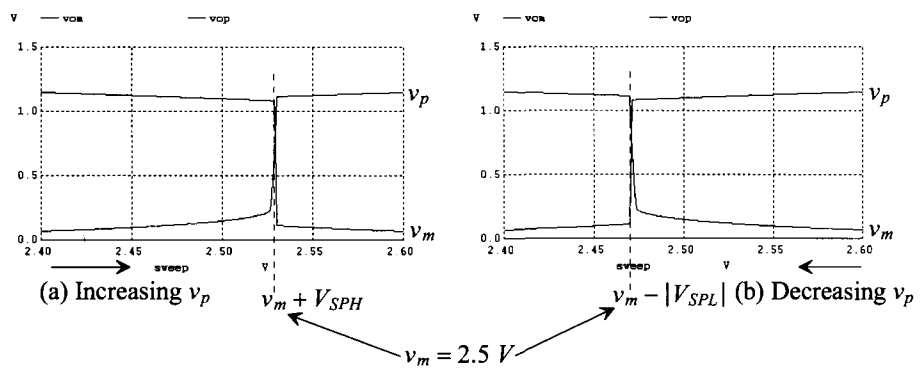 V — vom — vop
1.5
1.0
0.5
0.0
2.40 2.45 2.50 2.55 2.60
sweep V
v_p
v_m
(a) Increasing v_p
v_m + V_SPH
V — vom — vop
1.5
1.0
0.5
0.0
2.40 2.45 2.50 2.55 2.60
sweep V
v_p
v_m
v_m − |V_SPL| (b) Decreasing v_p
v_m = 2.5 V